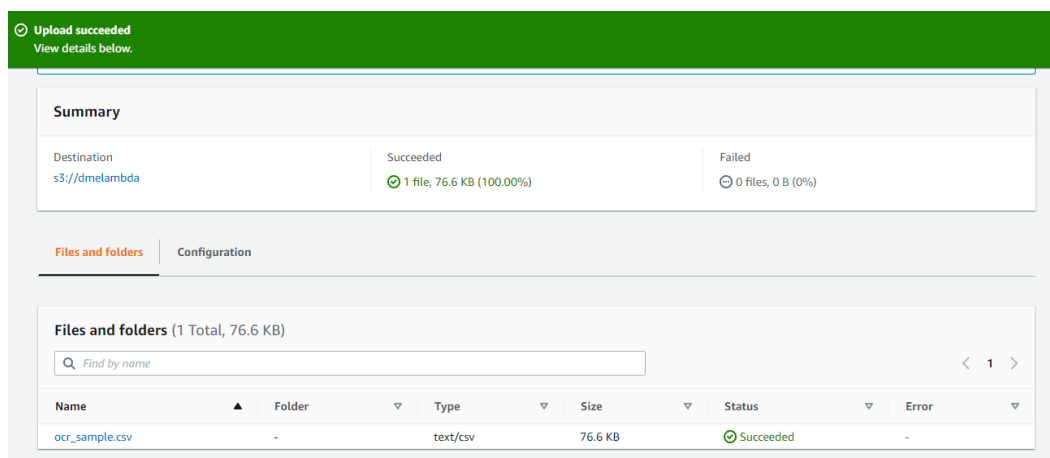 Upload succeeded
View details below.
Summary
Destination
Succeeded
Failed
s3://dmelambda
1 file, 76.6 KB (100.00%)
0 files, 0 B (0%)
Files and folders
Configuration
Files and folders (1 Total, 76.6 KB)
Find by name
1
Name
Folder
Type
Size
Status
Error
ocr_sample.csv
-
text/csv
76.6 KB
Succeeded
-